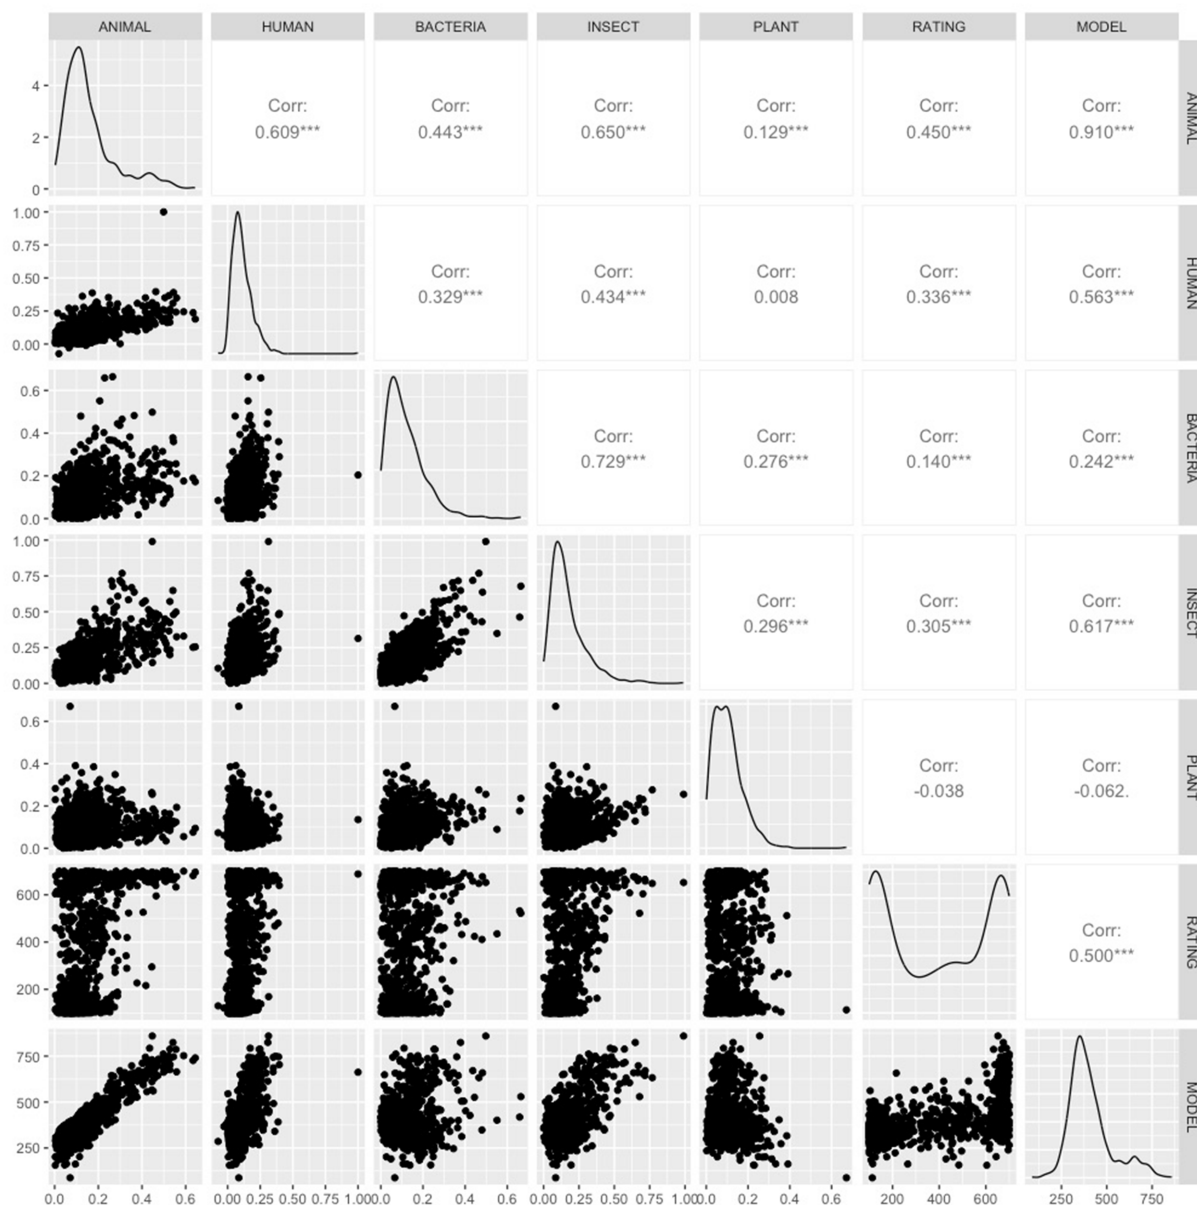 ANIMAL HUMAN BACTERIA INSECT PLANT RATING MODEL
4
2
0
Corr:
0.609***
Corr:
0.443***
Corr:
0.650***
Corr:
0.129***
Corr:
0.450***
Corr:
0.910***
ANIMAL
1.00
0.75
0.50
0.25
0.00
Corr:
0.329***
Corr:
0.434***
Corr:
0.008
Corr:
0.336***
Corr:
0.563***
HUMAN
0.6
0.4
0.2
0.0
Corr:
0.729***
Corr:
0.276***
Corr:
0.140***
Corr:
0.242***
BACTERIA
1.00
0.75
0.50
0.25
0.00
Corr:
0.296***
Corr:
0.305***
Corr:
0.617***
INSECT
0.6
0.4
0.2
0.0
Corr:
-0.038
Corr:
-0.062.
PLANT
600
400
200
Corr:
0.500***
RATING
750
500
250
MODEL
0.0 0.2 0.4 0.6 0.00 0.25 0.50 0.75 1.00 0.0 0.2 0.4 0.6 0.00 0.25 0.50 0.75 1.00 0.0 0.2 0.4 0.6 200 400 600 250 500 750